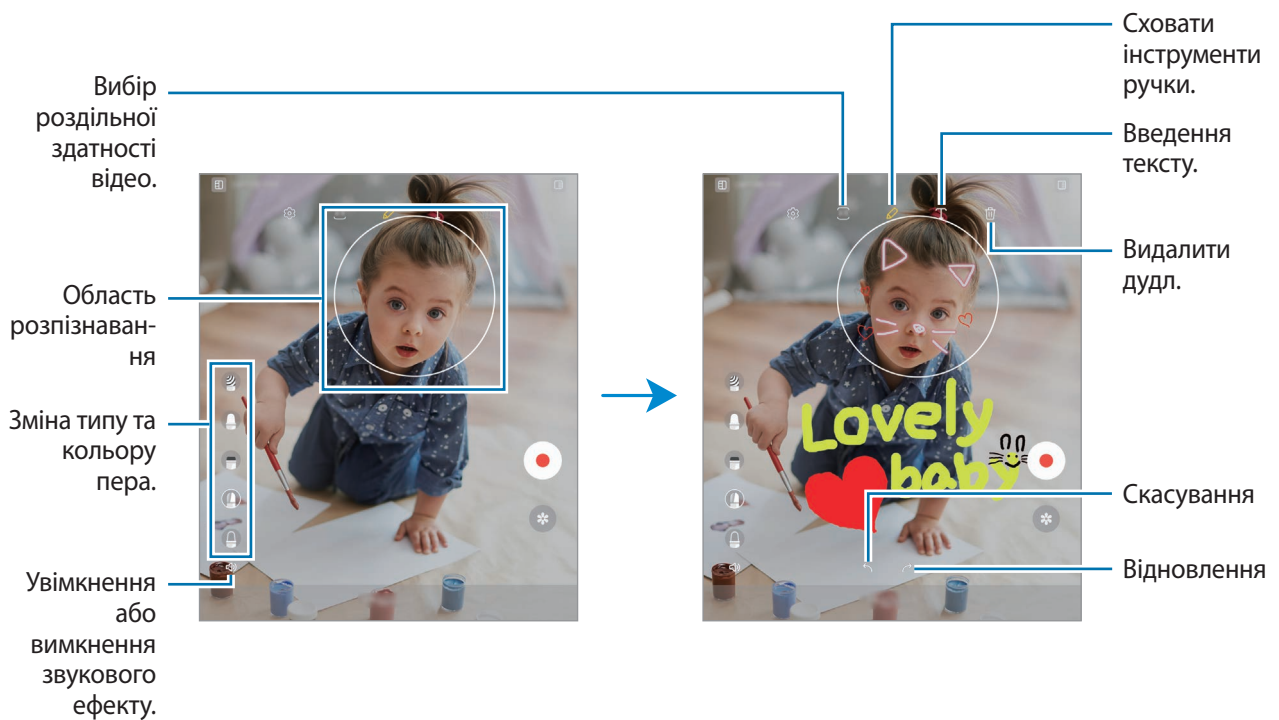 Сховати
інструменти
ручки.
Вибір
роздільної
здатності
відео.
Введення
тексту.
Видалити
дудл.
Область
розпізнаван-
ня
Зміна типу та
кольору
пера.
Lovely
baby
Скасування
Відновлення
Увімкнення
або
вимкнення
звукового
ефекту.